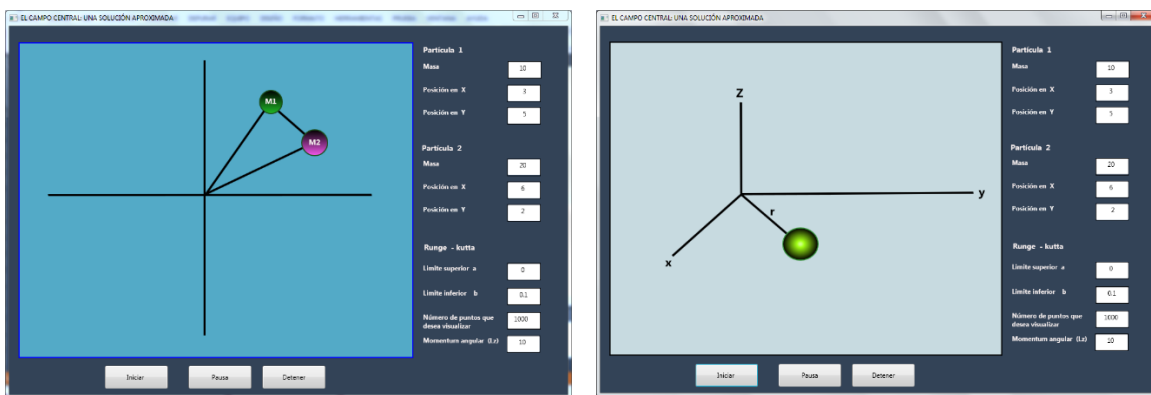 EL CAMPO CENTRAL: UNA SOLUCIÓN APROXIMADA
M1
M2
Partícula 1
Masa 10
Posición en X 3
Posición en Y 5
Partícula 2
Masa 20
Posición en X 6
Posición en Y 2
Runge - kutta
Limite superior a 0
Limite inferior b 0.1
Número de puntos que 1000
desea visualizar
Momentum angular (Lz) 10
Iniciar Pausa Detener
EL CAMPO CENTRAL: UNA SOLUCIÓN APROXIMADA
Z
y
r
x
Partícula 1
Masa 10
Posición en X 3
Posición en Y 5
Partícula 2
Masa 20
Posición en X 6
Posición en Y 2
Runge - kutta
Limite superior a 0
Limite inferior b 0.1
Número de puntos que 1000
desea visualizar
Momentum angular (Lz) 10
Iniciar Pausa Detener